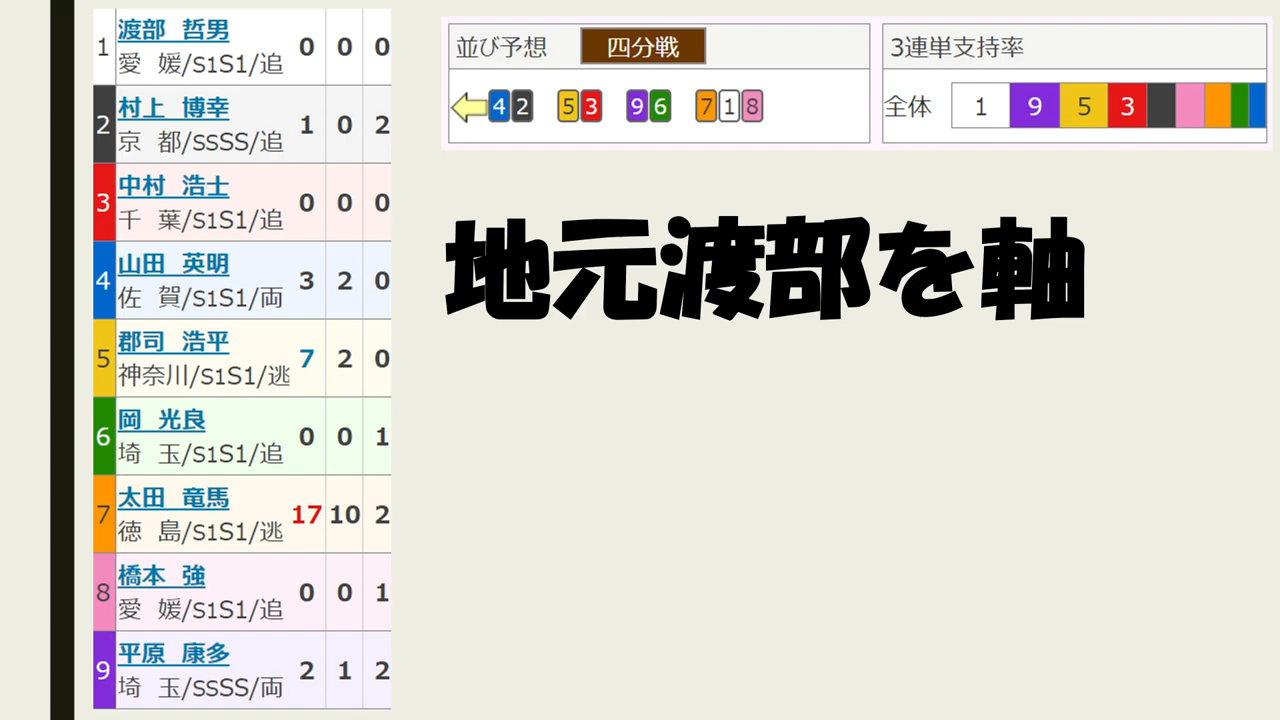 1 渡部 哲男 0 0 0
愛 媛/S1S1/追
2 村上 博幸 1 0 2
京 都/SSSS/追
3 中村 浩士 0 0 0
千 葉/S1S1/追
4 山田 英明 3 2 0
佐 賀/S1S1/両
5 郡司 浩平 7 2 0
神奈川/S1S1/逃
6 岡 光良 0 0 1
埼 玉/S1S1/追
7 太田 竜馬 17 10 2
徳 島/S1S1/逃
8 橋本 強 0 0 1
愛 媛/S1S1/追
9 平原 康多 2 1 2
埼 玉/SSSS/両
並び予想 四分戦
4 2 5 3 9 6 7 1 8
3連単支持率
全体 1 9 5 3
地元渡部を軸